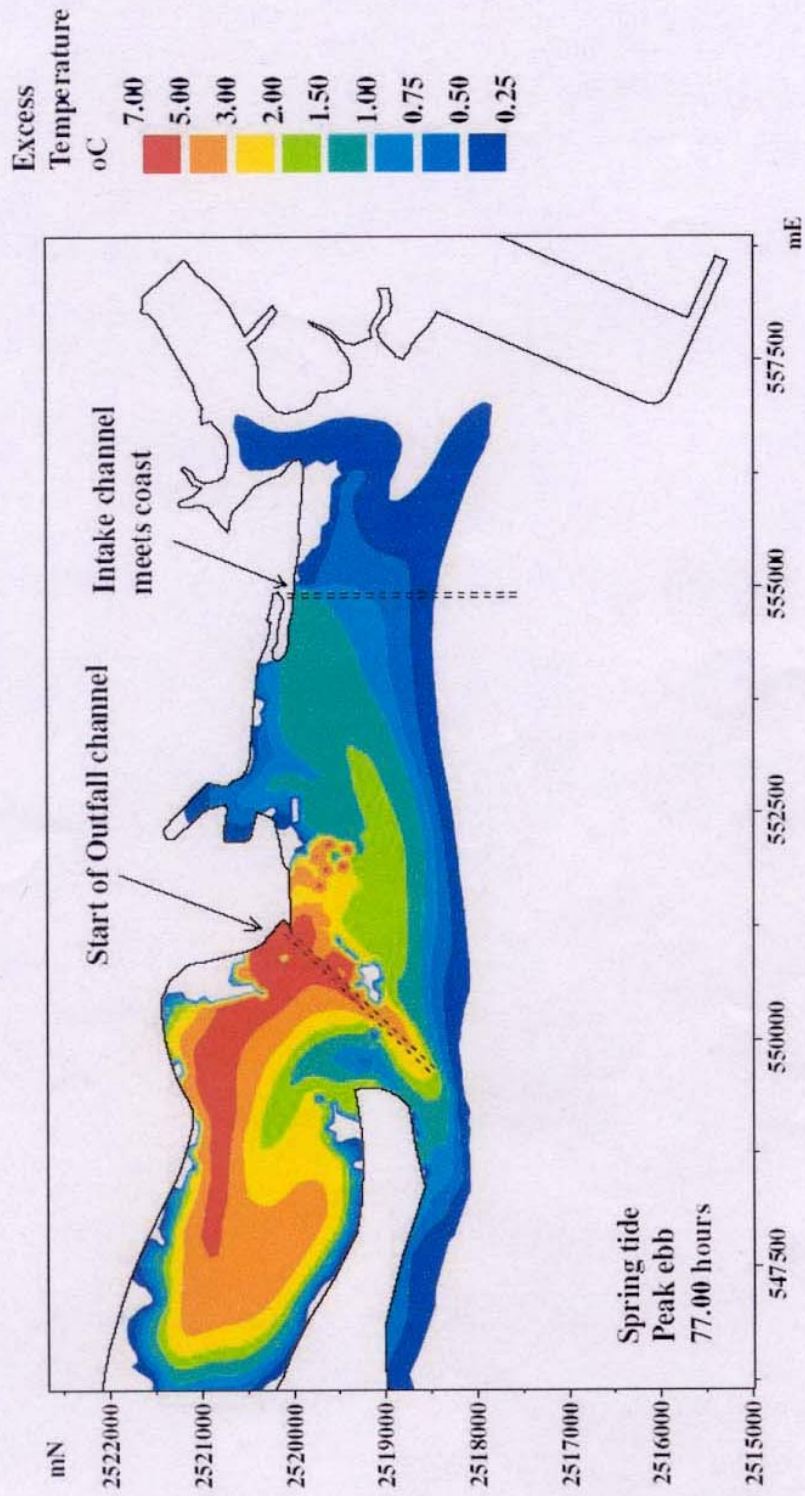 Excess
Temperature
oC
7.00
5.00
3.00
2.00
1.50
1.00
0.75
0.50
0.25
Start of Outfall channel
Intake channel
meets coast
Spring tide
Peak ebb
77.00 hours
mN
2522000
2521000
2520000
2519000
2518000
2517000
2516000
2515000
547500
550000
552500
555000
557500
mE